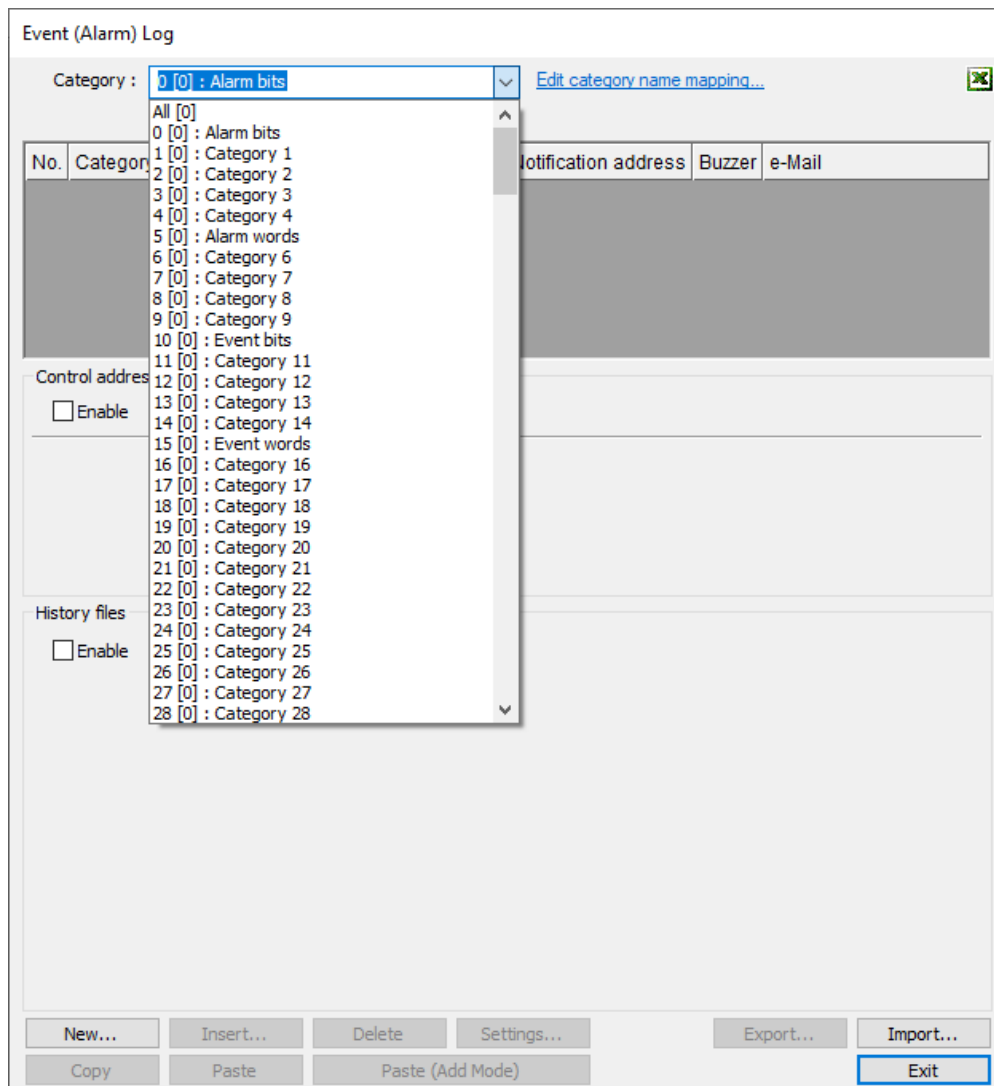 Event (Alarm) Log
Category : 0 [0] : Alarm bits Edit category name mapping...
All [0]
0 [0] : Alarm bits
No. Category Notification address Buzzer e-Mail
1 [0] : Category 1
2 [0] : Category 2
3 [0] : Category 3
4 [0] : Category 4
5 [0] : Alarm words
6 [0] : Category 6
7 [0] : Category 7
8 [0] : Category 8
9 [0] : Category 9
10 [0] : Event bits
11 [0] : Category 11
Control addres
12 [0] : Category 12
13 [0] : Category 13
Enable
14 [0] : Category 14
15 [0] : Event words
16 [0] : Category 16
17 [0] : Category 17
18 [0] : Category 18
19 [0] : Category 19
20 [0] : Category 20
21 [0] : Category 21
22 [0] : Category 22
History files
23 [0] : Category 23
24 [0] : Category 24
Enable
25 [0] : Category 25
26 [0] : Category 26
27 [0] : Category 27
28 [0] : Category 28
New... Insert... Delete Settings... Export... Import...
Copy Paste Paste (Add Mode) Exit